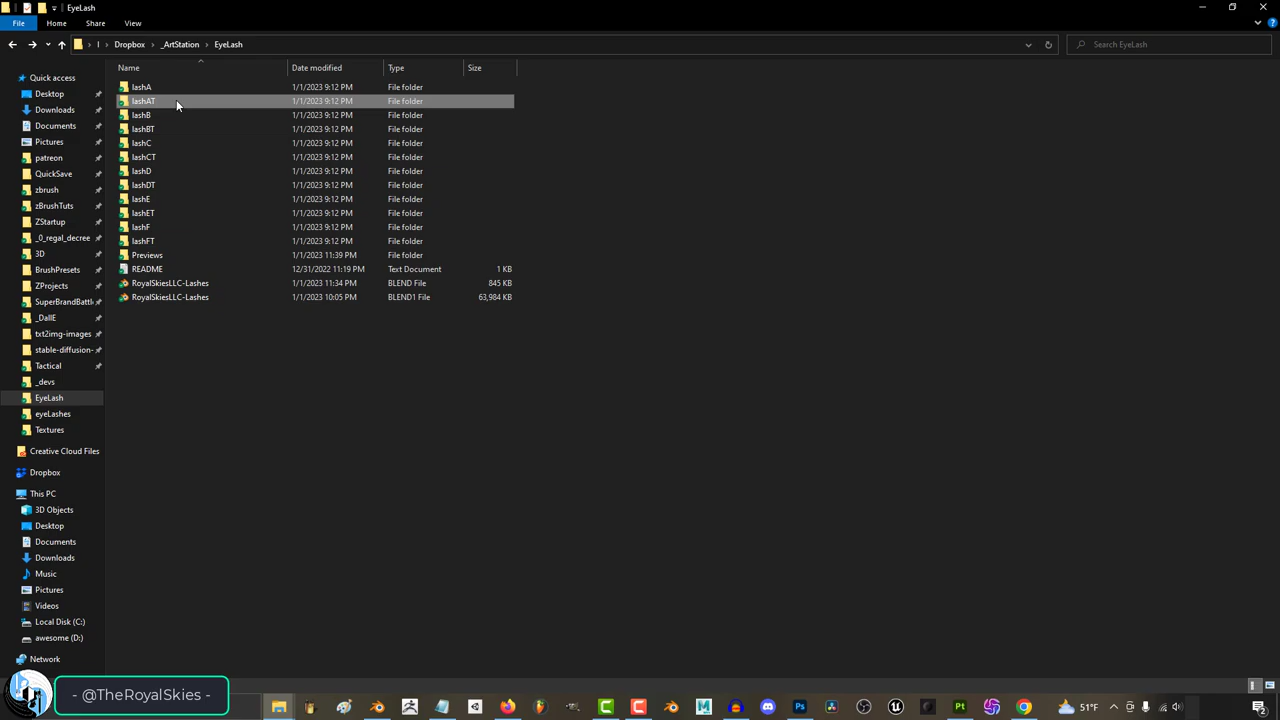 EyeLash
File
Home
Share
View
I
Dropbox
_ArtStation
EyeLash
Search EyeLash
Name
Date modified
Type
Size
Quick access
Desktop
Downloads
Documents
Pictures
patreon
QuickSave
zbrush
zBrushTuts
ZStartup
_0_regal_decree
3D
BrushPresets
ZProjects
SuperBrandBattl
_DallE
txt2img-images
stable-diffusion-
Tactical
_devs
EyeLash
eyeLashes
Textures
Creative Cloud Files
Dropbox
This PC
3D Objects
Desktop
Documents
Downloads
Music
Pictures
Videos
Local Disk (C:)
awesome (D:)
Network
lashA 1/1/2023 9:12 PM File folder
lashAT 1/1/2023 9:12 PM File folder
lashB 1/1/2023 9:12 PM File folder
lashBT 1/1/2023 9:12 PM File folder
lashC 1/1/2023 9:12 PM File folder
lashCT 1/1/2023 9:12 PM File folder
lashD 1/1/2023 9:12 PM File folder
lashDT 1/1/2023 9:12 PM File folder
lashE 1/1/2023 9:12 PM File folder
lashET 1/1/2023 9:12 PM File folder
lashF 1/1/2023 9:12 PM File folder
lashFT 1/1/2023 9:12 PM File folder
Previews 1/1/2023 11:39 PM File folder
README 12/31/2022 11:19 PM Text Document 1 KB
RoyalSkiesLLC-Lashes 1/1/2023 11:34 PM BLEND File 845 KB
RoyalSkiesLLC-Lashes 1/1/2023 10:05 PM BLEND1 File 63,984 KB
- @TheRoyalSkies -
Ps
Pt
51°F
2